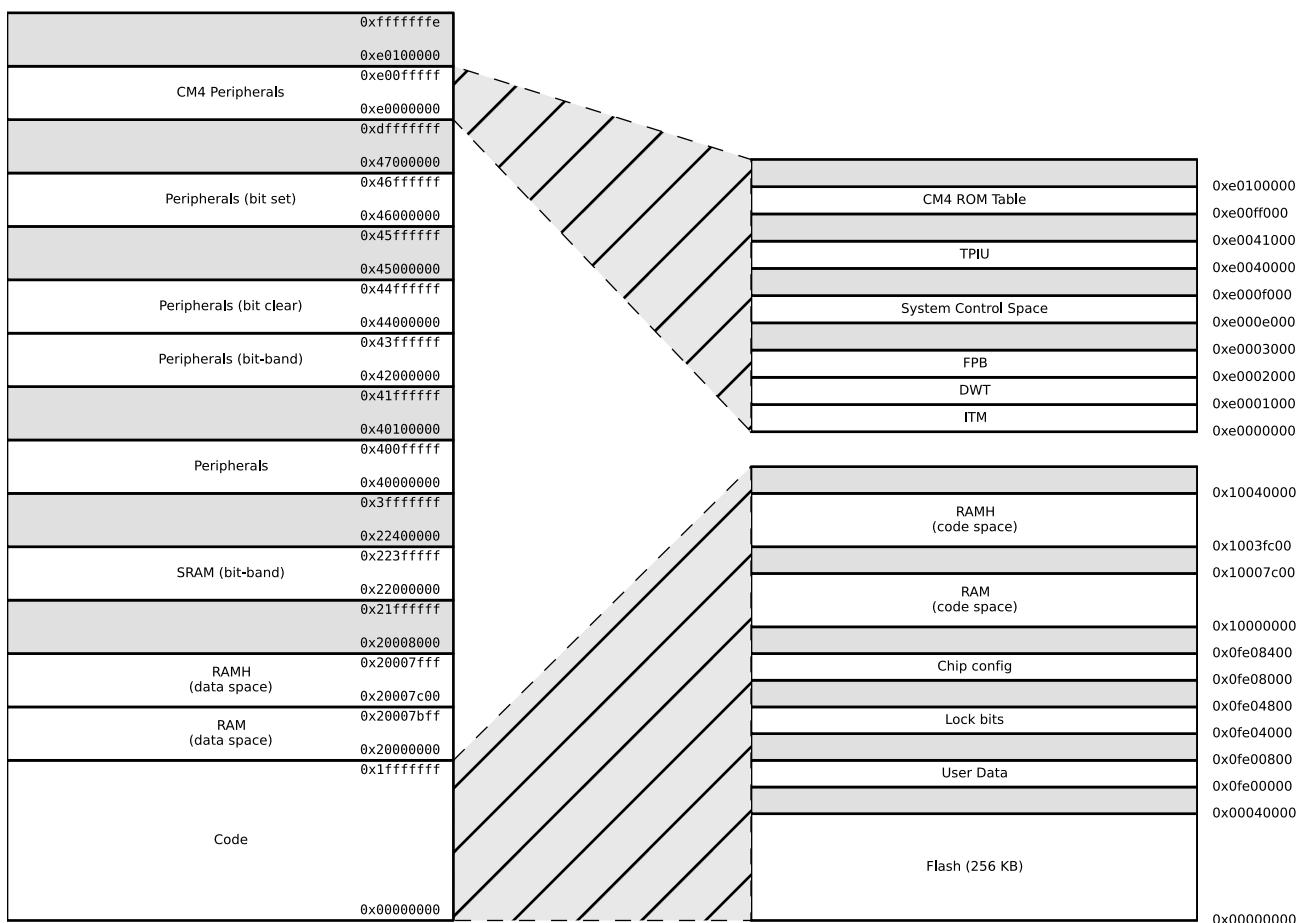 0xfffffffe
0xe0100000
0xe00fffff
CM4 Peripherals
0xe0000000
0xdfffffff
0x47000000
0x46ffffff
Peripherals (bit set)
0x46000000
0x45ffffff
0x45000000
0x44ffffff
Peripherals (bit clear)
0x44000000
0x43ffffff
Peripherals (bit-band)
0x42000000
0x41ffffff
0x40100000
0x400fffff
Peripherals
0x40000000
0x3fffffff
0x22400000
0x223fffff
SRAM (bit-band)
0x22000000
0x21ffffff
0x20008000
0x20007fff
RAMH
(data space)
0x20007c00
0x20007bff
RAM
(data space)
0x20000000
0x1fffffff
Code
0x00000000
0xe0100000
CM4 ROM Table
0xe00ff000
0xe0041000
TPIU
0xe0040000
0xe000f000
System Control Space
0xe000e000
0xe0003000
FPB
0xe0002000
DWT
0xe0001000
ITM
0xe0000000
0x10040000
RAMH
(code space)
0x1003fc00
0x10007c00
RAM
(code space)
0x10000000
0x0fe08400
Chip config
0x0fe08000
0x0fe04800
Lock bits
0x0fe04000
0x0fe00800
User Data
0x0fe00000
0x00040000
Flash (256 KB)
0x00000000